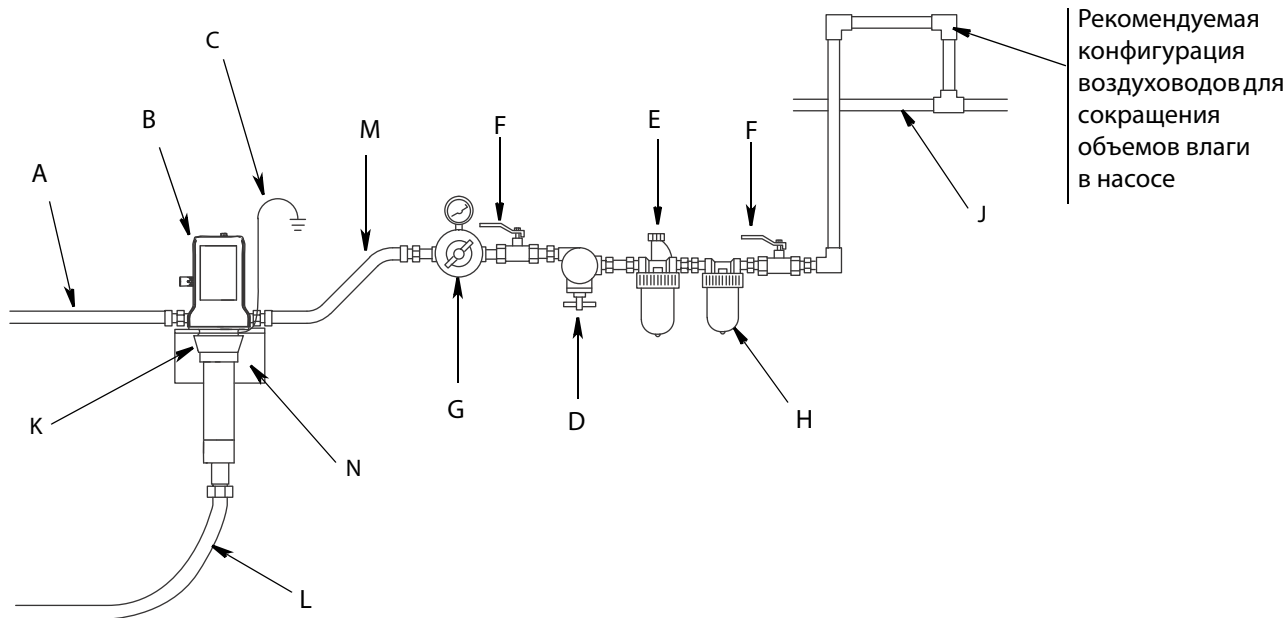 C
B
A
M
F
E
F
J
Рекомендуемая
конфигурация
воздуховодов для
сокращения
объемов влаги
в насосе
K
N
G
D
H
L